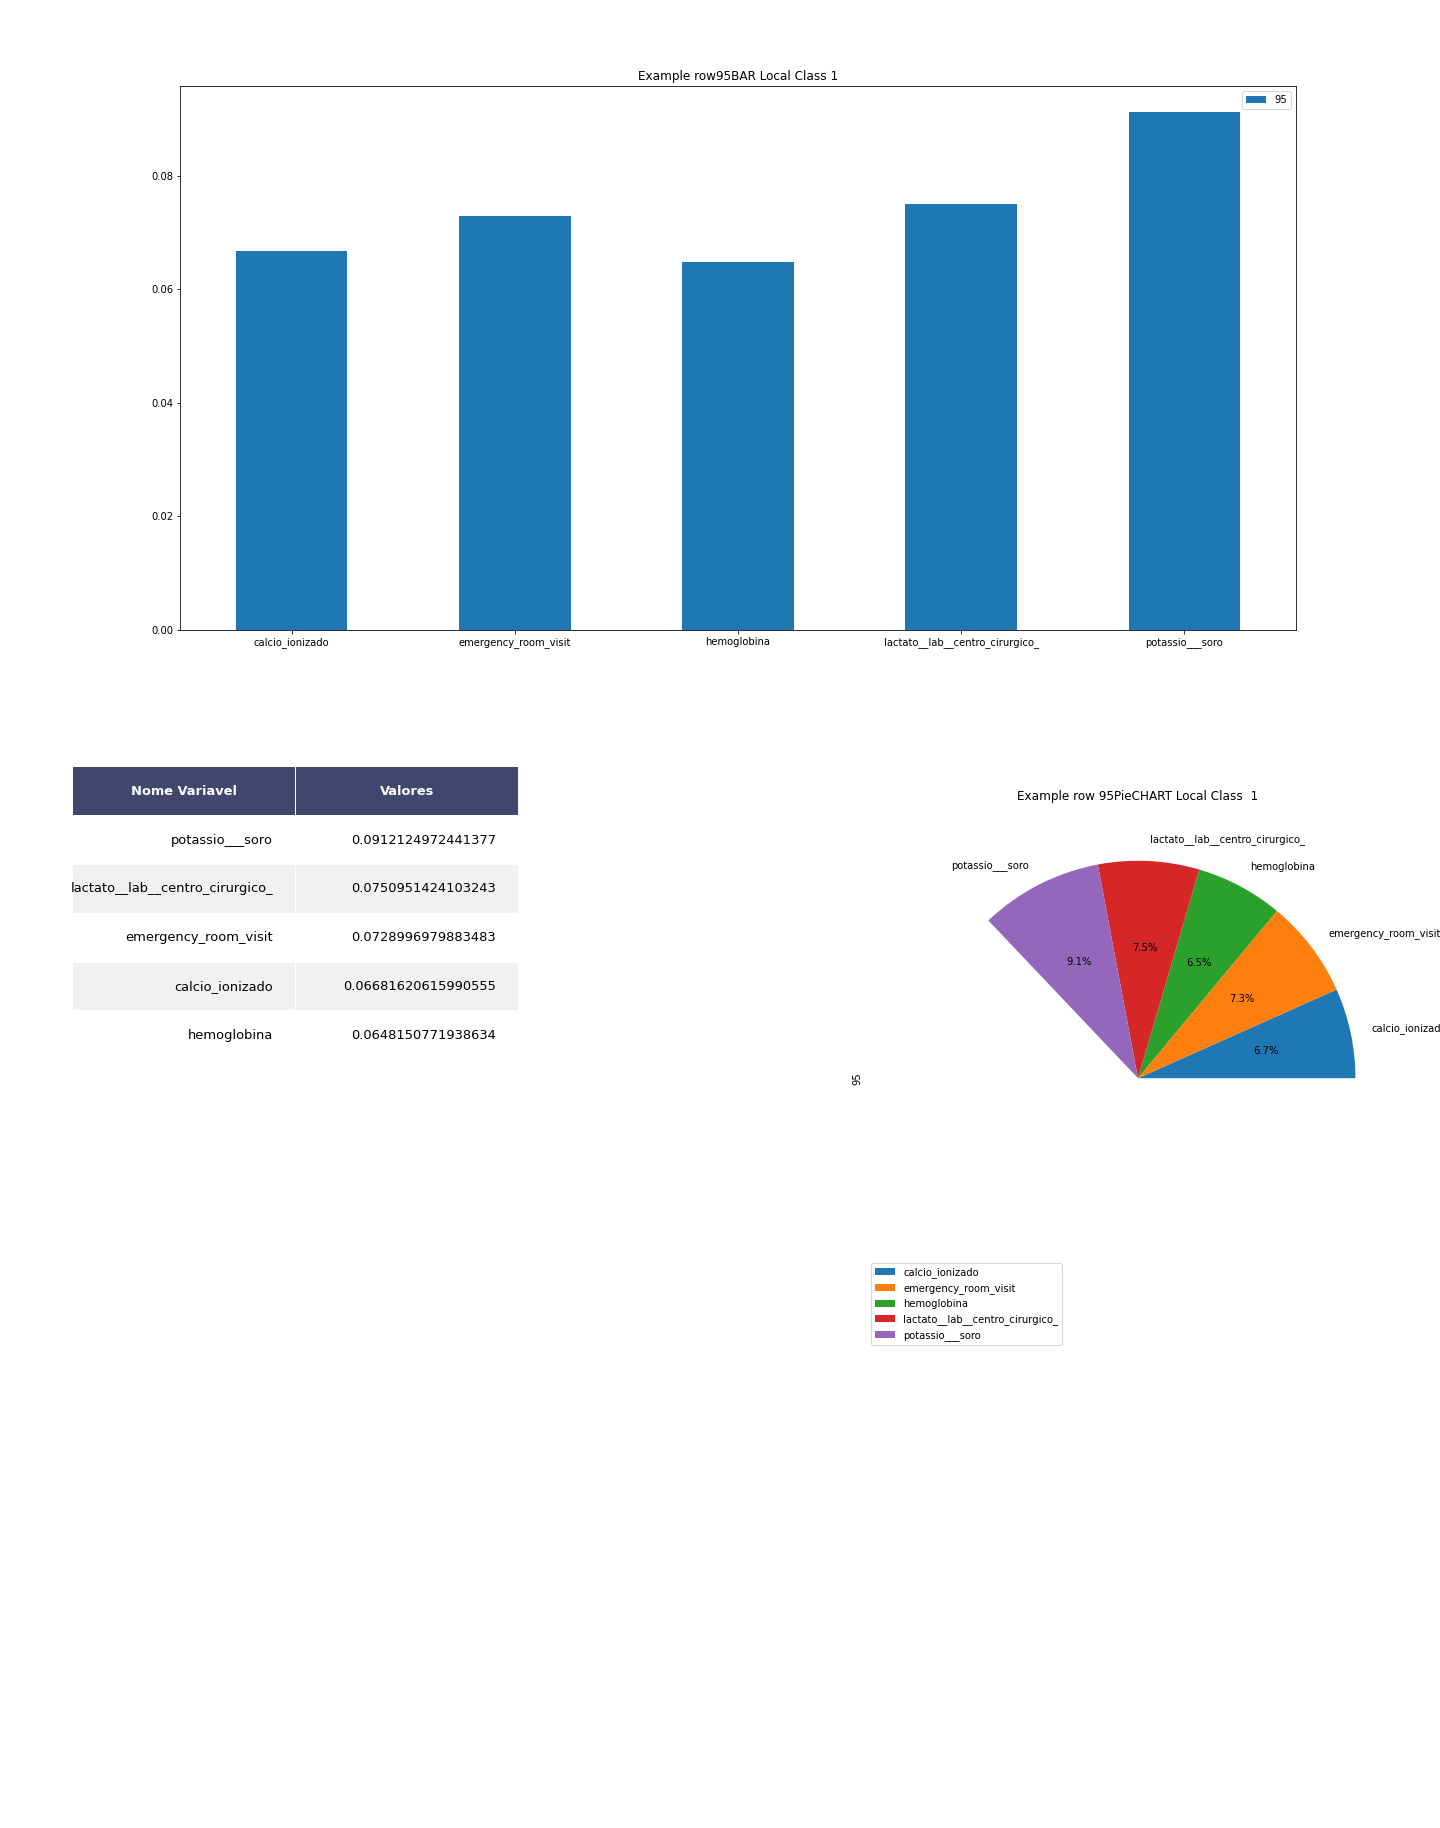 Example row95BAR Local Class 1
95
0.08
0.06
0.04
0.02
0.00
calcio_ionizado emergency_room_visit hemoglobina lactato__lab__centro_cirurgico_ potassio___soro
Nome Variavel Valores
potassio___soro 0.0912124972441377
lactato__lab__centro_cirurgico_ 0.0750951424103243
emergency_room_visit 0.0728996979883483
calcio_ionizado 0.06681620615990555
hemoglobina 0.0648150771938634
Example row 95PieCHART Local Class  1
lactato__lab__centro_cirurgico_
potassio___soro
hemoglobina
emergency_room_visit
calcio_ionizad
9.1%
7.5%
6.5%
7.3%
6.7%
95
calcio_ionizado
emergency_room_visit
hemoglobina
lactato__lab__centro_cirurgico_
potassio___soro